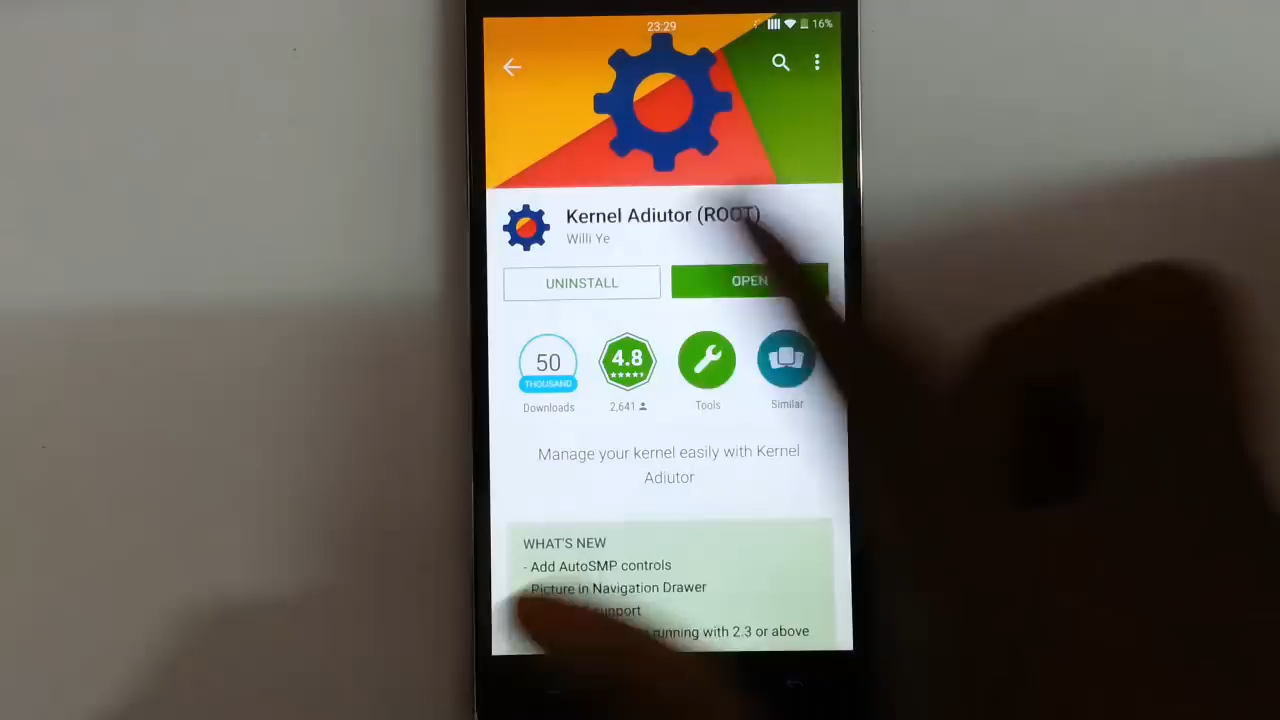 23:29
16%
Kernel Adiutor (ROOT)
Willi Ye
UNINSTALL
OPEN
50
THOUSAND
Downloads
4.8
2,641
Tools
Similar
Manage your kernel easily with Kernel
Adiutor
WHAT'S NEW
- Add AutoSMP controls
- Picture in Navigation Drawer
support
running with 2.3 or above